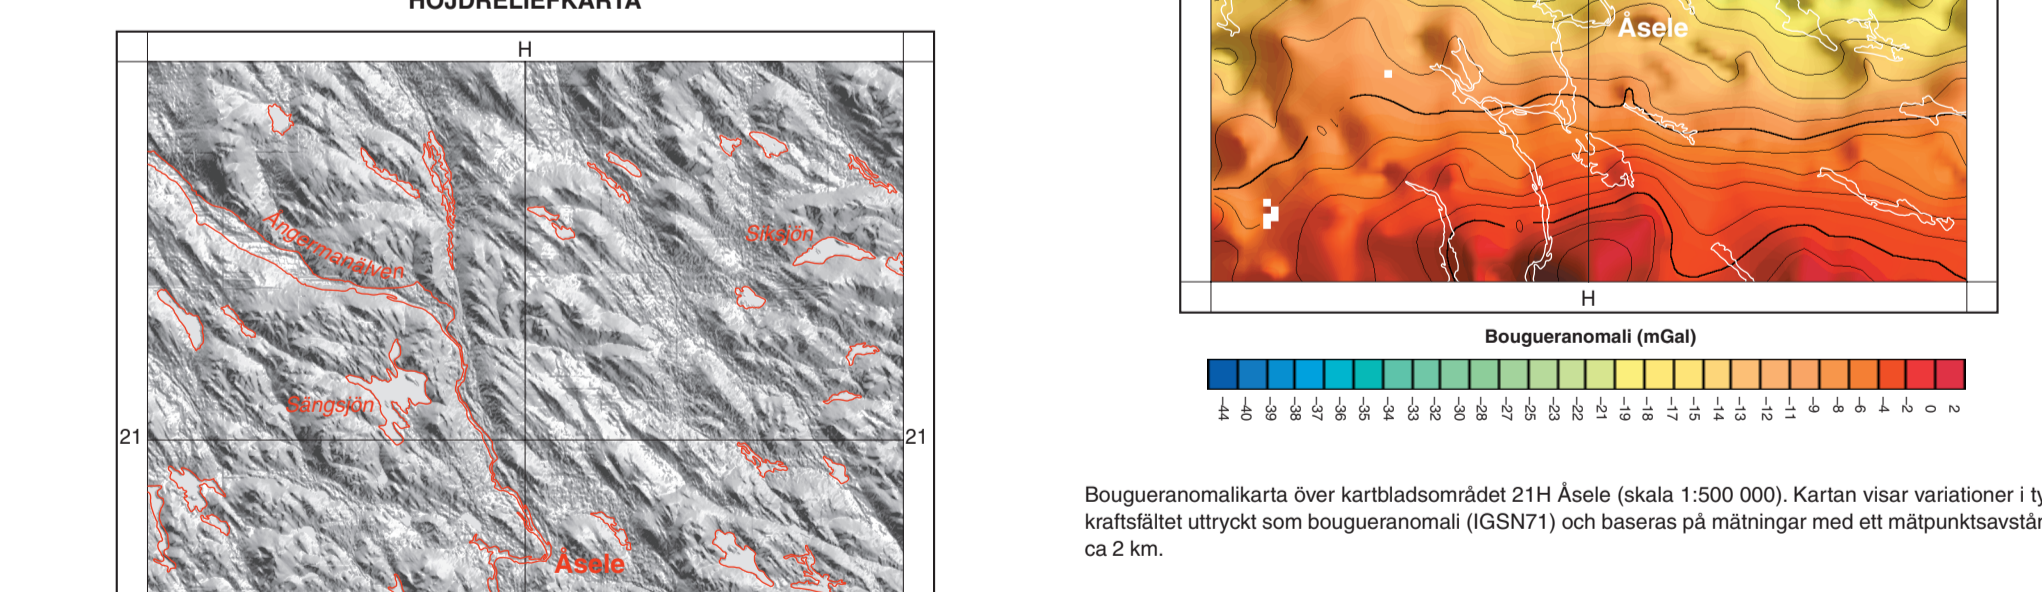 HÖJDRELIEFKARTA
H
Ångermanälven
Siksjön
Sängsjön
21
21
Åsele
Åsele
H
Bougueranomali (mGal)
-44 -40 -39 -38 -37 -36 -35 -34 -33 -32 -30 -28 -27 -25 -23 -22 -21 -19 -18 -17 -15 -14 -13 -12 -11 -9 -8 -6 -4 -2 0 2
Bougueranomalikarta över kartbladsområdet 21H Åsele (skala 1:500 000). Kartan visar variationer i ty
kraftsfältet uttryckt som bougueranomali (IGSN71) och baseras på mätningar med ett mätpunktsavstån
ca 2 km.